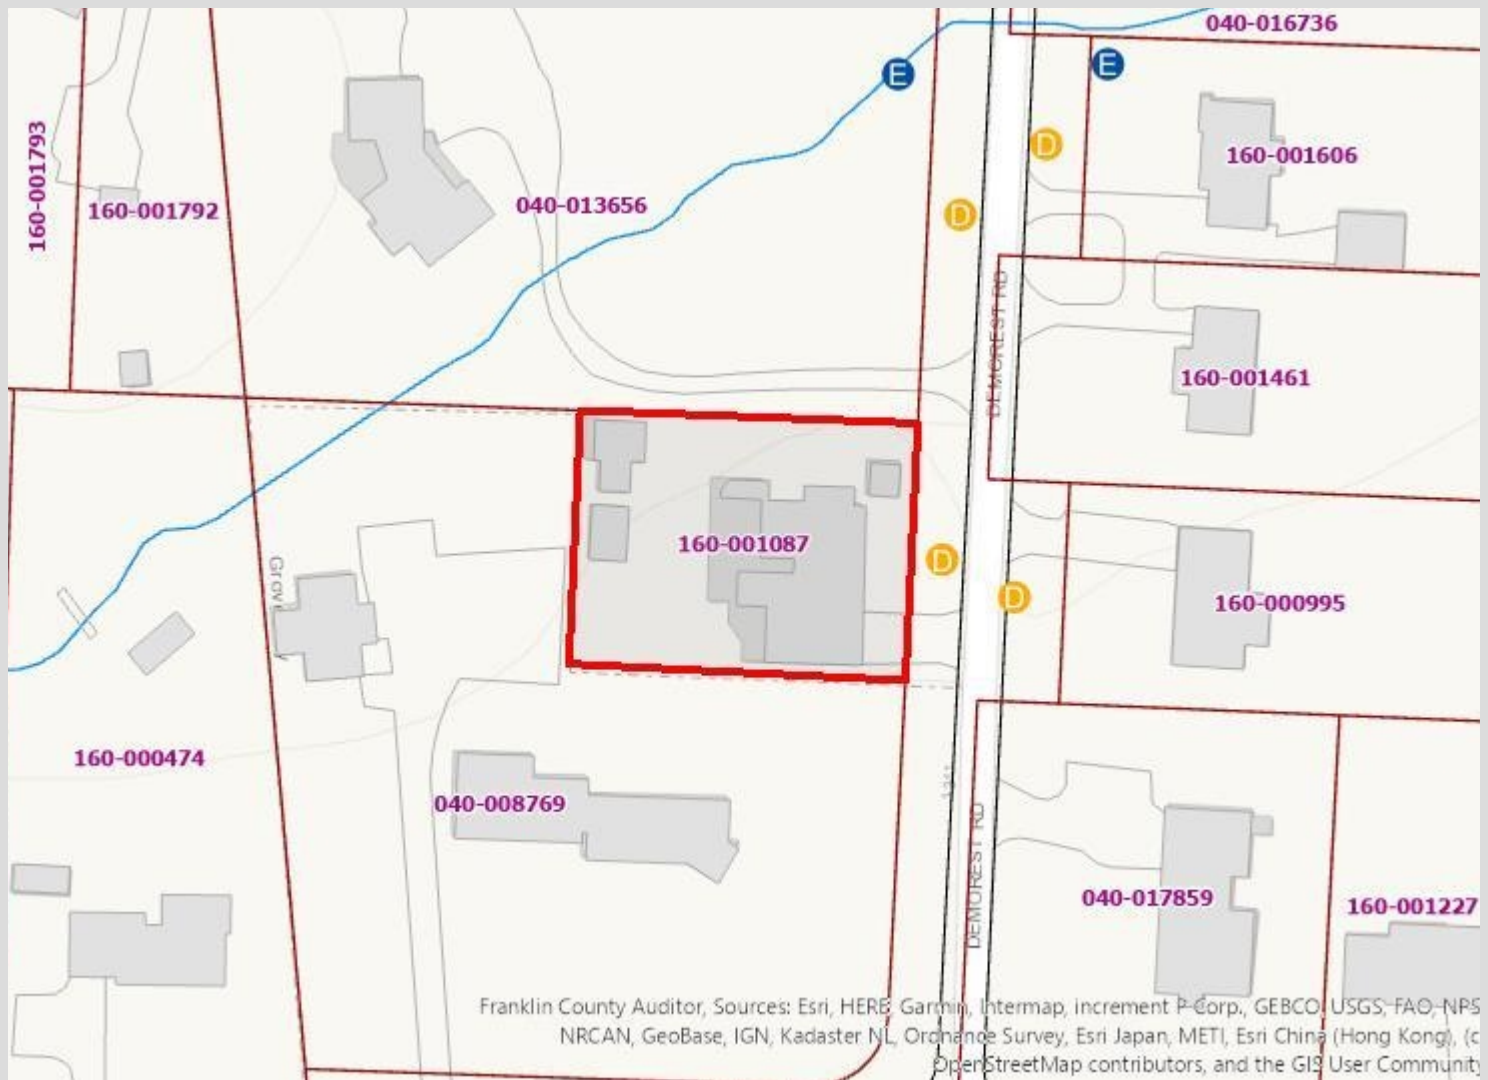 040-016736
E
E
D
160-001606
160-001793
040-013656
160-001792
D
DEMOREST RD
160-001461
160-001087
D
D
160-000995
160-000474
040-008769
DEMOREST RD
040-017859
160-001227
Franklin County Auditor, Sources: Esri, HERE, Garmin, Intermap, increment P Corp., GEBCO, USGS, FAO, NPS
NRCAN, GeoBase, IGN, Kadaster NL, Ordnance Survey, Esri Japan, METI, Esri China (Hong Kong), (c
OpenStreetMap contributors, and the GIS User Community